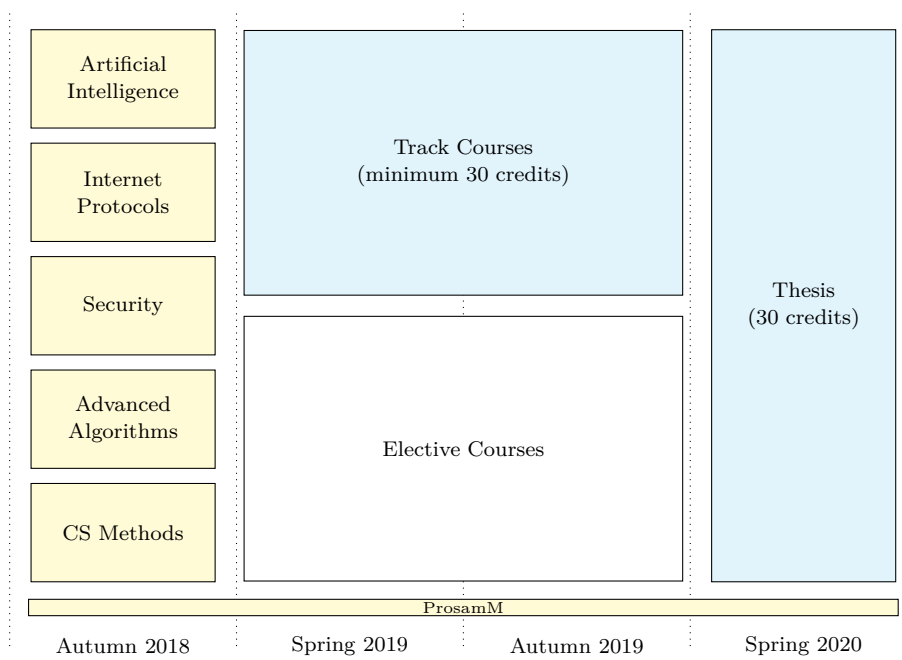 Artificial
Intelligence
Internet
Protocols
Security
Advanced
Algorithms
CS Methods
Track Courses
(minimum 30 credits)
Elective Courses
Thesis
(30 credits)
ProsamM
Autumn 2018
Spring 2019
Autumn 2019
Spring 2020